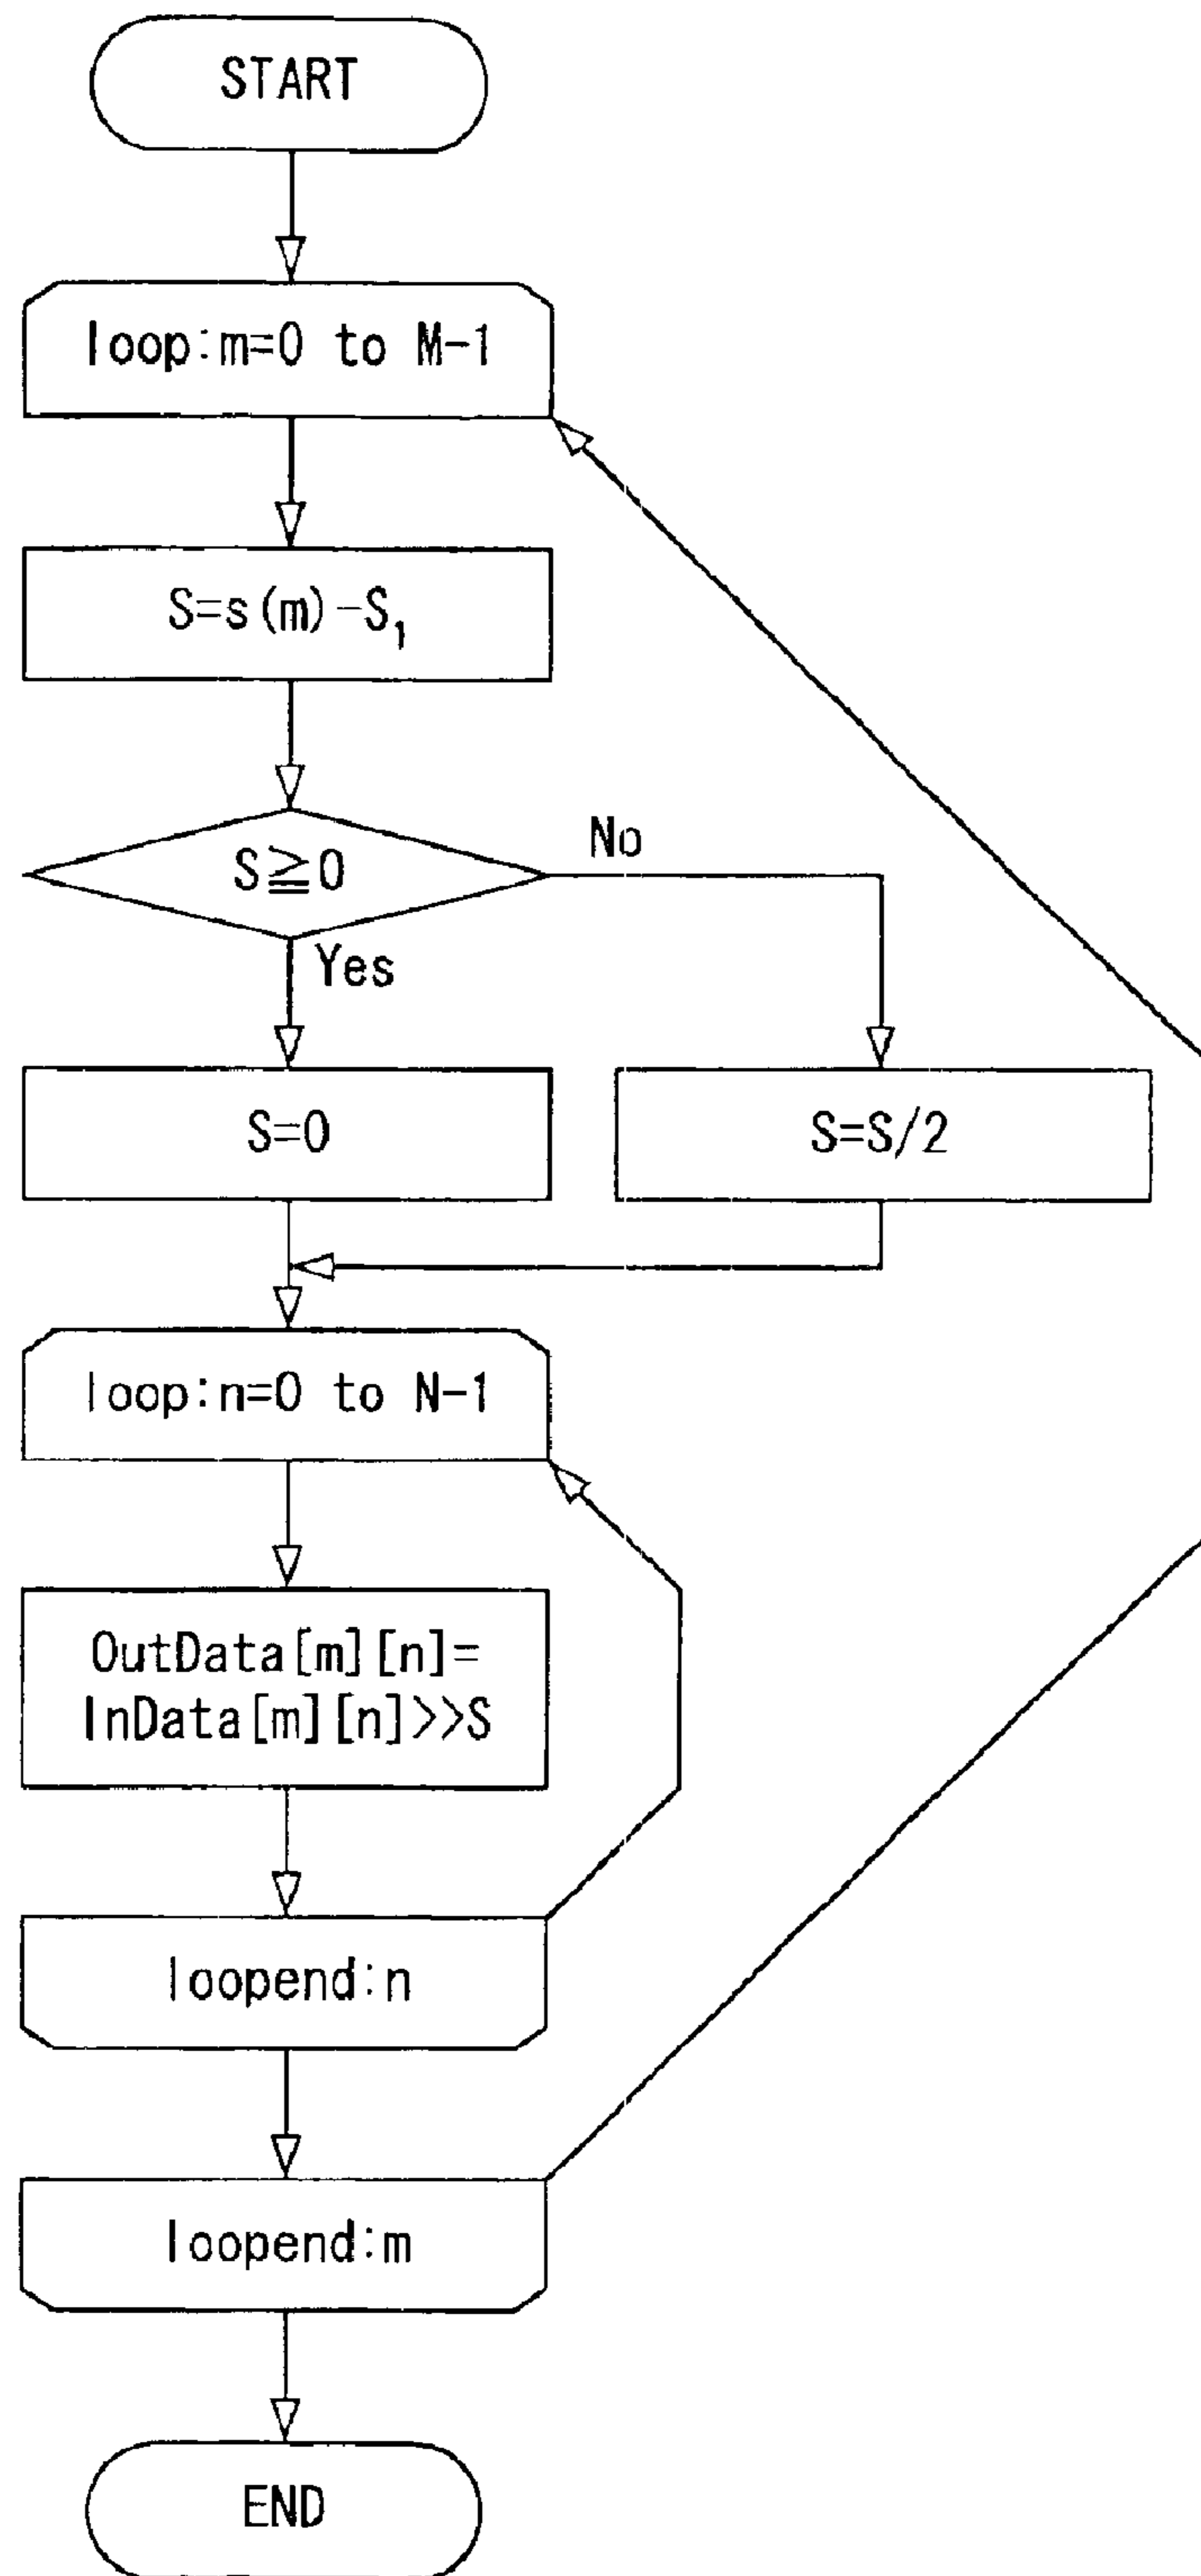 START
loop:m=0 to M-1
S=s(m)-S₁
S≧0
No
Yes
S=0
S=S/2
loop:n=0 to N-1
OutData[m][n]=
InData[m][n]>>S
loopend:n
loopend:m
END